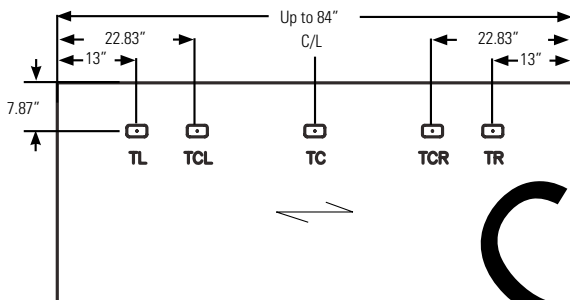 Up to 84”
22.83” C/L 22.83”
13” 13”
7.87”
TL TCL TC TCR TR